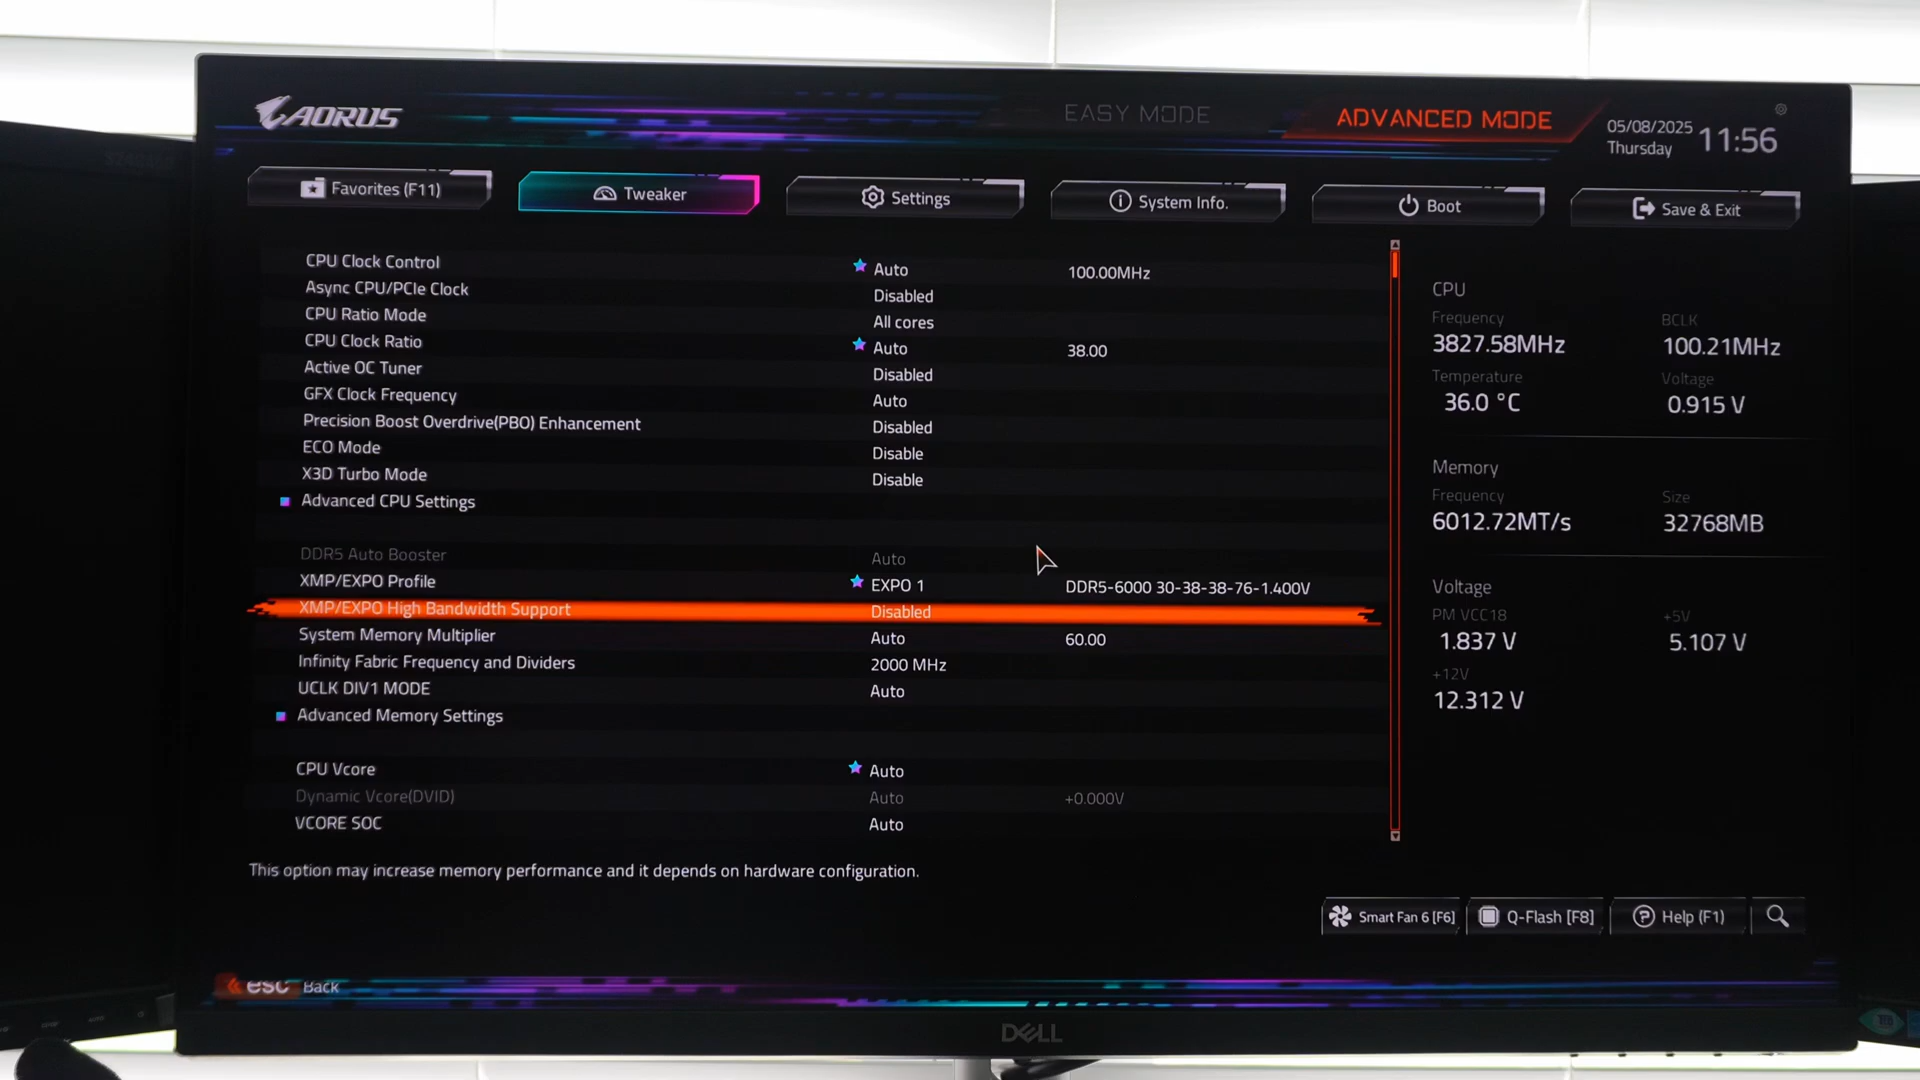 AORUS
EASY MODE
ADVANCED MODE
05/08/2025
Thursday
11:56
Favorites (F11)
Tweaker
Settings
System Info.
Boot
Save & Exit
CPU Clock Control Auto 100.00MHz
Async CPU/PCIe Clock Disabled
CPU Ratio Mode All cores
CPU Clock Ratio Auto 38.00
Active OC Tuner Disabled
GFX Clock Frequency Auto
Precision Boost Overdrive(PBO) Enhancement Disabled
ECO Mode Disable
X3D Turbo Mode Disable
Advanced CPU Settings
DDR5 Auto Booster Auto
XMP/EXPO Profile EXPO 1 DDR5-6000 30-38-38-76-1.400V
XMP/EXPO High Bandwidth Support Disabled
System Memory Multiplier Auto 60.00
Infinity Fabric Frequency and Dividers 2000 MHz
UCLK DIV1 MODE Auto
Advanced Memory Settings
CPU Vcore Auto
Dynamic Vcore(DVID) Auto +0.000V
VCORE SOC Auto
CPU
Frequency BCLK
3827.58MHz 100.21MHz
Temperature Voltage
36.0 °C 0.915 V
Memory
Frequency Size
6012.72MT/s 32768MB
Voltage
PM VCC18 +5V
1.837 V 5.107 V
+12V
12.312 V
This option may increase memory performance and it depends on hardware configuration.
Smart Fan 6 [F6]
Q-Flash [F8]
Help (F1)
esc Back
DELL